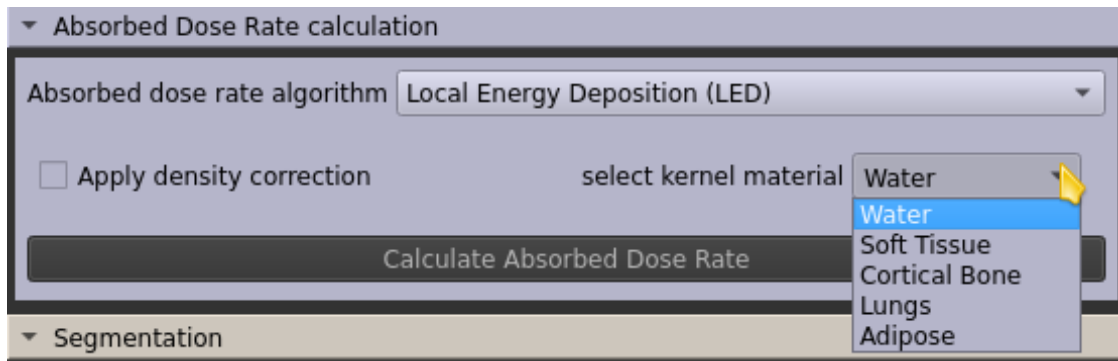 Absorbed Dose Rate calculation
Absorbed dose rate algorithm Local Energy Deposition (LED)
Apply density correction select kernel material Water
Water
Soft Tissue
Cortical Bone
Lungs
Adipose
Calculate Absorbed Dose Rate
Segmentation